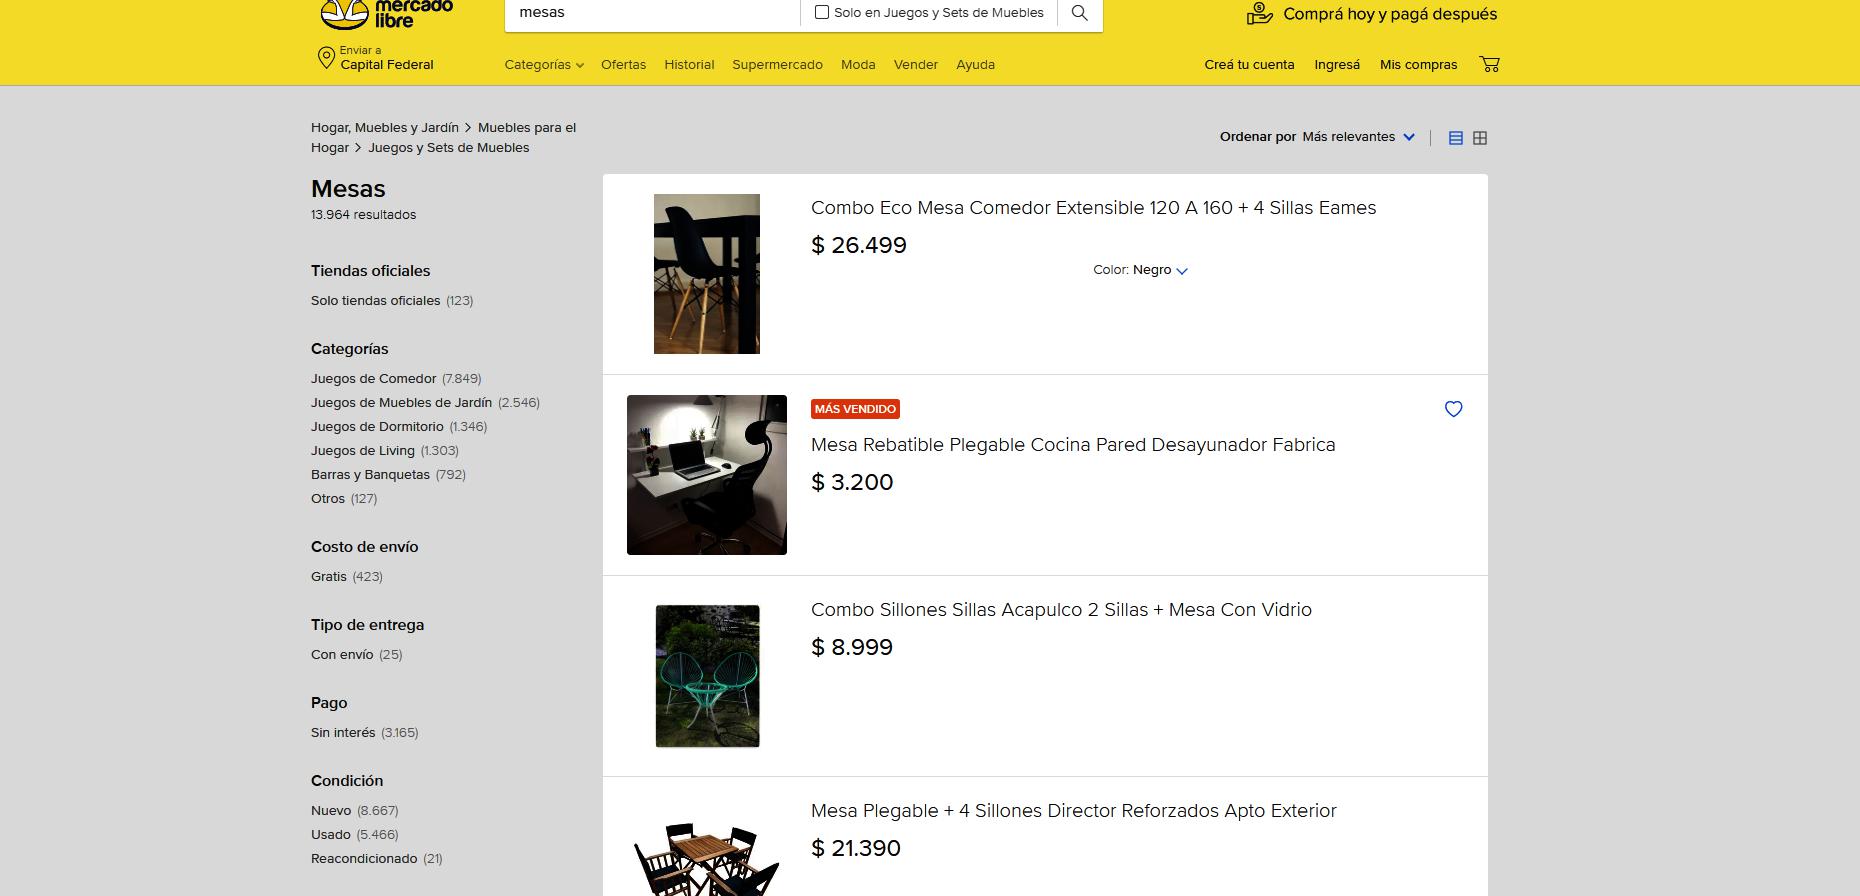 mercado
libre
mesas
Solo en Juegos y Sets de Muebles
Comprá hoy y pagá después
Enviar a
Capital Federal
Categorías Ofertas Historial Supermercado Moda Vender Ayuda
Creá tu cuenta Ingresá Mis compras
Hogar, Muebles y Jardín > Muebles para el
Hogar > Juegos y Sets de Muebles
Ordenar por Más relevantes
Mesas
13.964 resultados
Tiendas oficiales
Solo tiendas oficiales (123)
Categorías
Juegos de Comedor (7.849)
Juegos de Muebles de Jardín (2.546)
Juegos de Dormitorio (1.346)
Juegos de Living (1.303)
Barras y Banquetas (792)
Otros (127)
Costo de envío
Gratis (423)
Tipo de entrega
Con envío (25)
Pago
Sin interés (3.165)
Condición
Nuevo (8.667)
Usado (5.466)
Reacondicionado (21)
Combo Eco Mesa Comedor Extensible 120 A 160 + 4 Sillas Eames
$ 26.499
Color: Negro
MÁS VENDIDO
Mesa Rebatible Plegable Cocina Pared Desayunador Fabrica
$ 3.200
Combo Sillones Sillas Acapulco 2 Sillas + Mesa Con Vidrio
$ 8.999
Mesa Plegable + 4 Sillones Director Reforzados Apto Exterior
$ 21.390